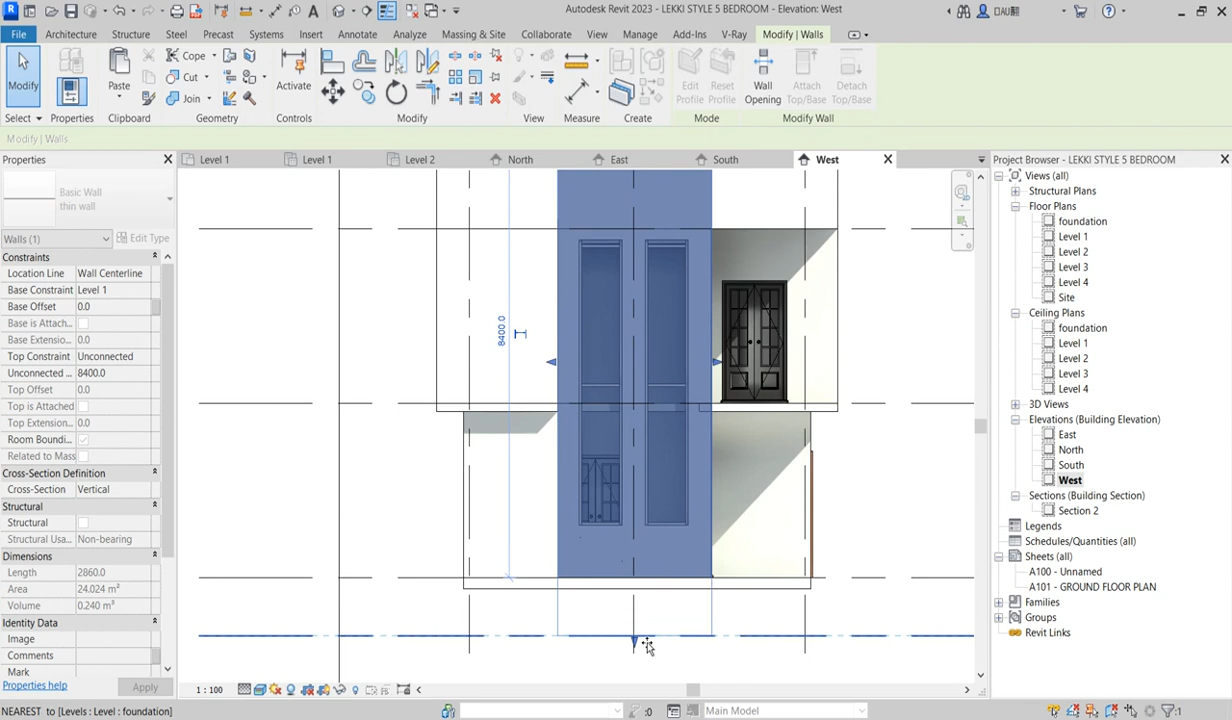 Autodesk Revit 2023 - LEKKI STYLE 5 BEDROOM - Elevation: West
File Architecture Structure Steel Precast Systems Insert Annotate Analyze Massing & Site Collaborate View Manage Add-Ins V-Ray Modify | Walls
Modify
Select
Properties
Paste
Clipboard
Cope
Cut
Join
Geometry
Activate
Controls
Modify
View
Measure
Create
Edit Profile
Reset Profile
Mode
Wall Opening
Attach Top/Base
Detach Top/Base
Modify Wall
Modify | Walls
Properties
Level 1
Level 1
Level 2
North
East
South
West
Basic Wall
thin wall
Walls (1)
Edit Type
Constraints
Location Line Wall Centerline
Base Constraint Level 1
Base Offset 0.0
Base is Attach...
Base Extensio... 0.0
Top Constraint Unconnected
Unconnected ... 8400.0
Top Offset 0.0
Top is Attached
Top Extension... 0.0
Room Boundi...
Related to Mass
Cross-Section Definition
Cross-Section Vertical
Structural
Structural
Structural Usa... Non-bearing
Dimensions
Length 2860.0
Area 24.024 m²
Volume 0.240 m³
Identity Data
Image
Comments
Mark
Properties help
Apply
8400.0
Project Browser - LEKKI STYLE 5 BEDROOM
Views (all)
Structural Plans
Floor Plans
foundation
Level 1
Level 2
Level 3
Level 4
Site
Ceiling Plans
foundation
Level 1
Level 2
Level 3
Level 4
3D Views
Elevations (Building Elevation)
East
North
South
West
Sections (Building Section)
Section 2
Legends
Schedules/Quantities (all)
Sheets (all)
A100 - Unnamed
A101 - GROUND FLOOR PLAN
Families
Groups
Revit Links
1 : 100
NEAREST to [Levels : Level : foundation]
:0
Main Model
:1